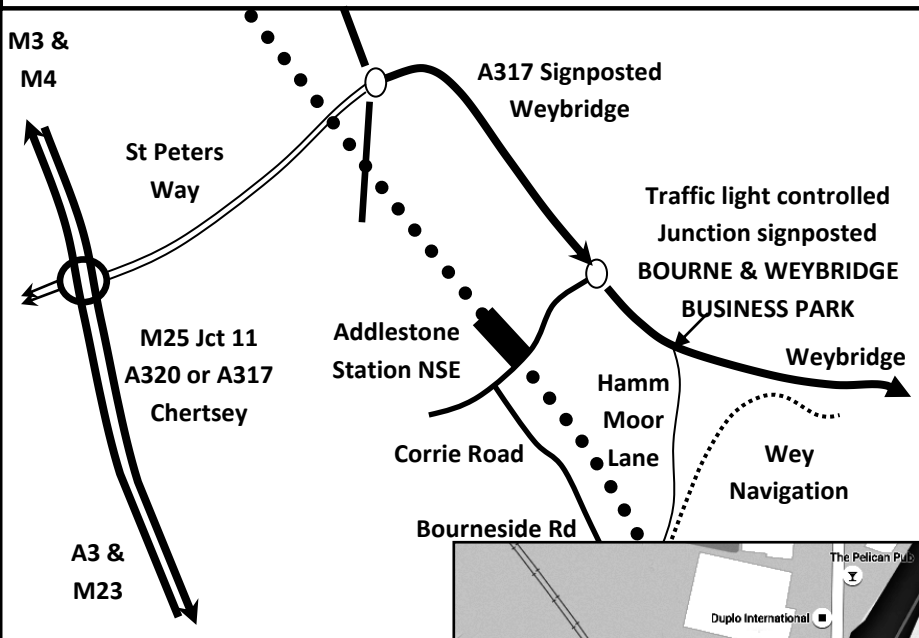 M3 &
M4
A317 Signposted
Weybridge
St Peters
Way
Traffic light controlled
Junction signposted
BOURNE & WEYBRIDGE
BUSINESS PARK
M25 Jct 11
A320 or A317
Chertsey
Addlestone
Station NSE
Weybridge
Hamm
Moor
Lane
Corrie Road
Wey
Navigation
Bourneside Rd
A3 &
M23
The Pelican Pub
Duplo International